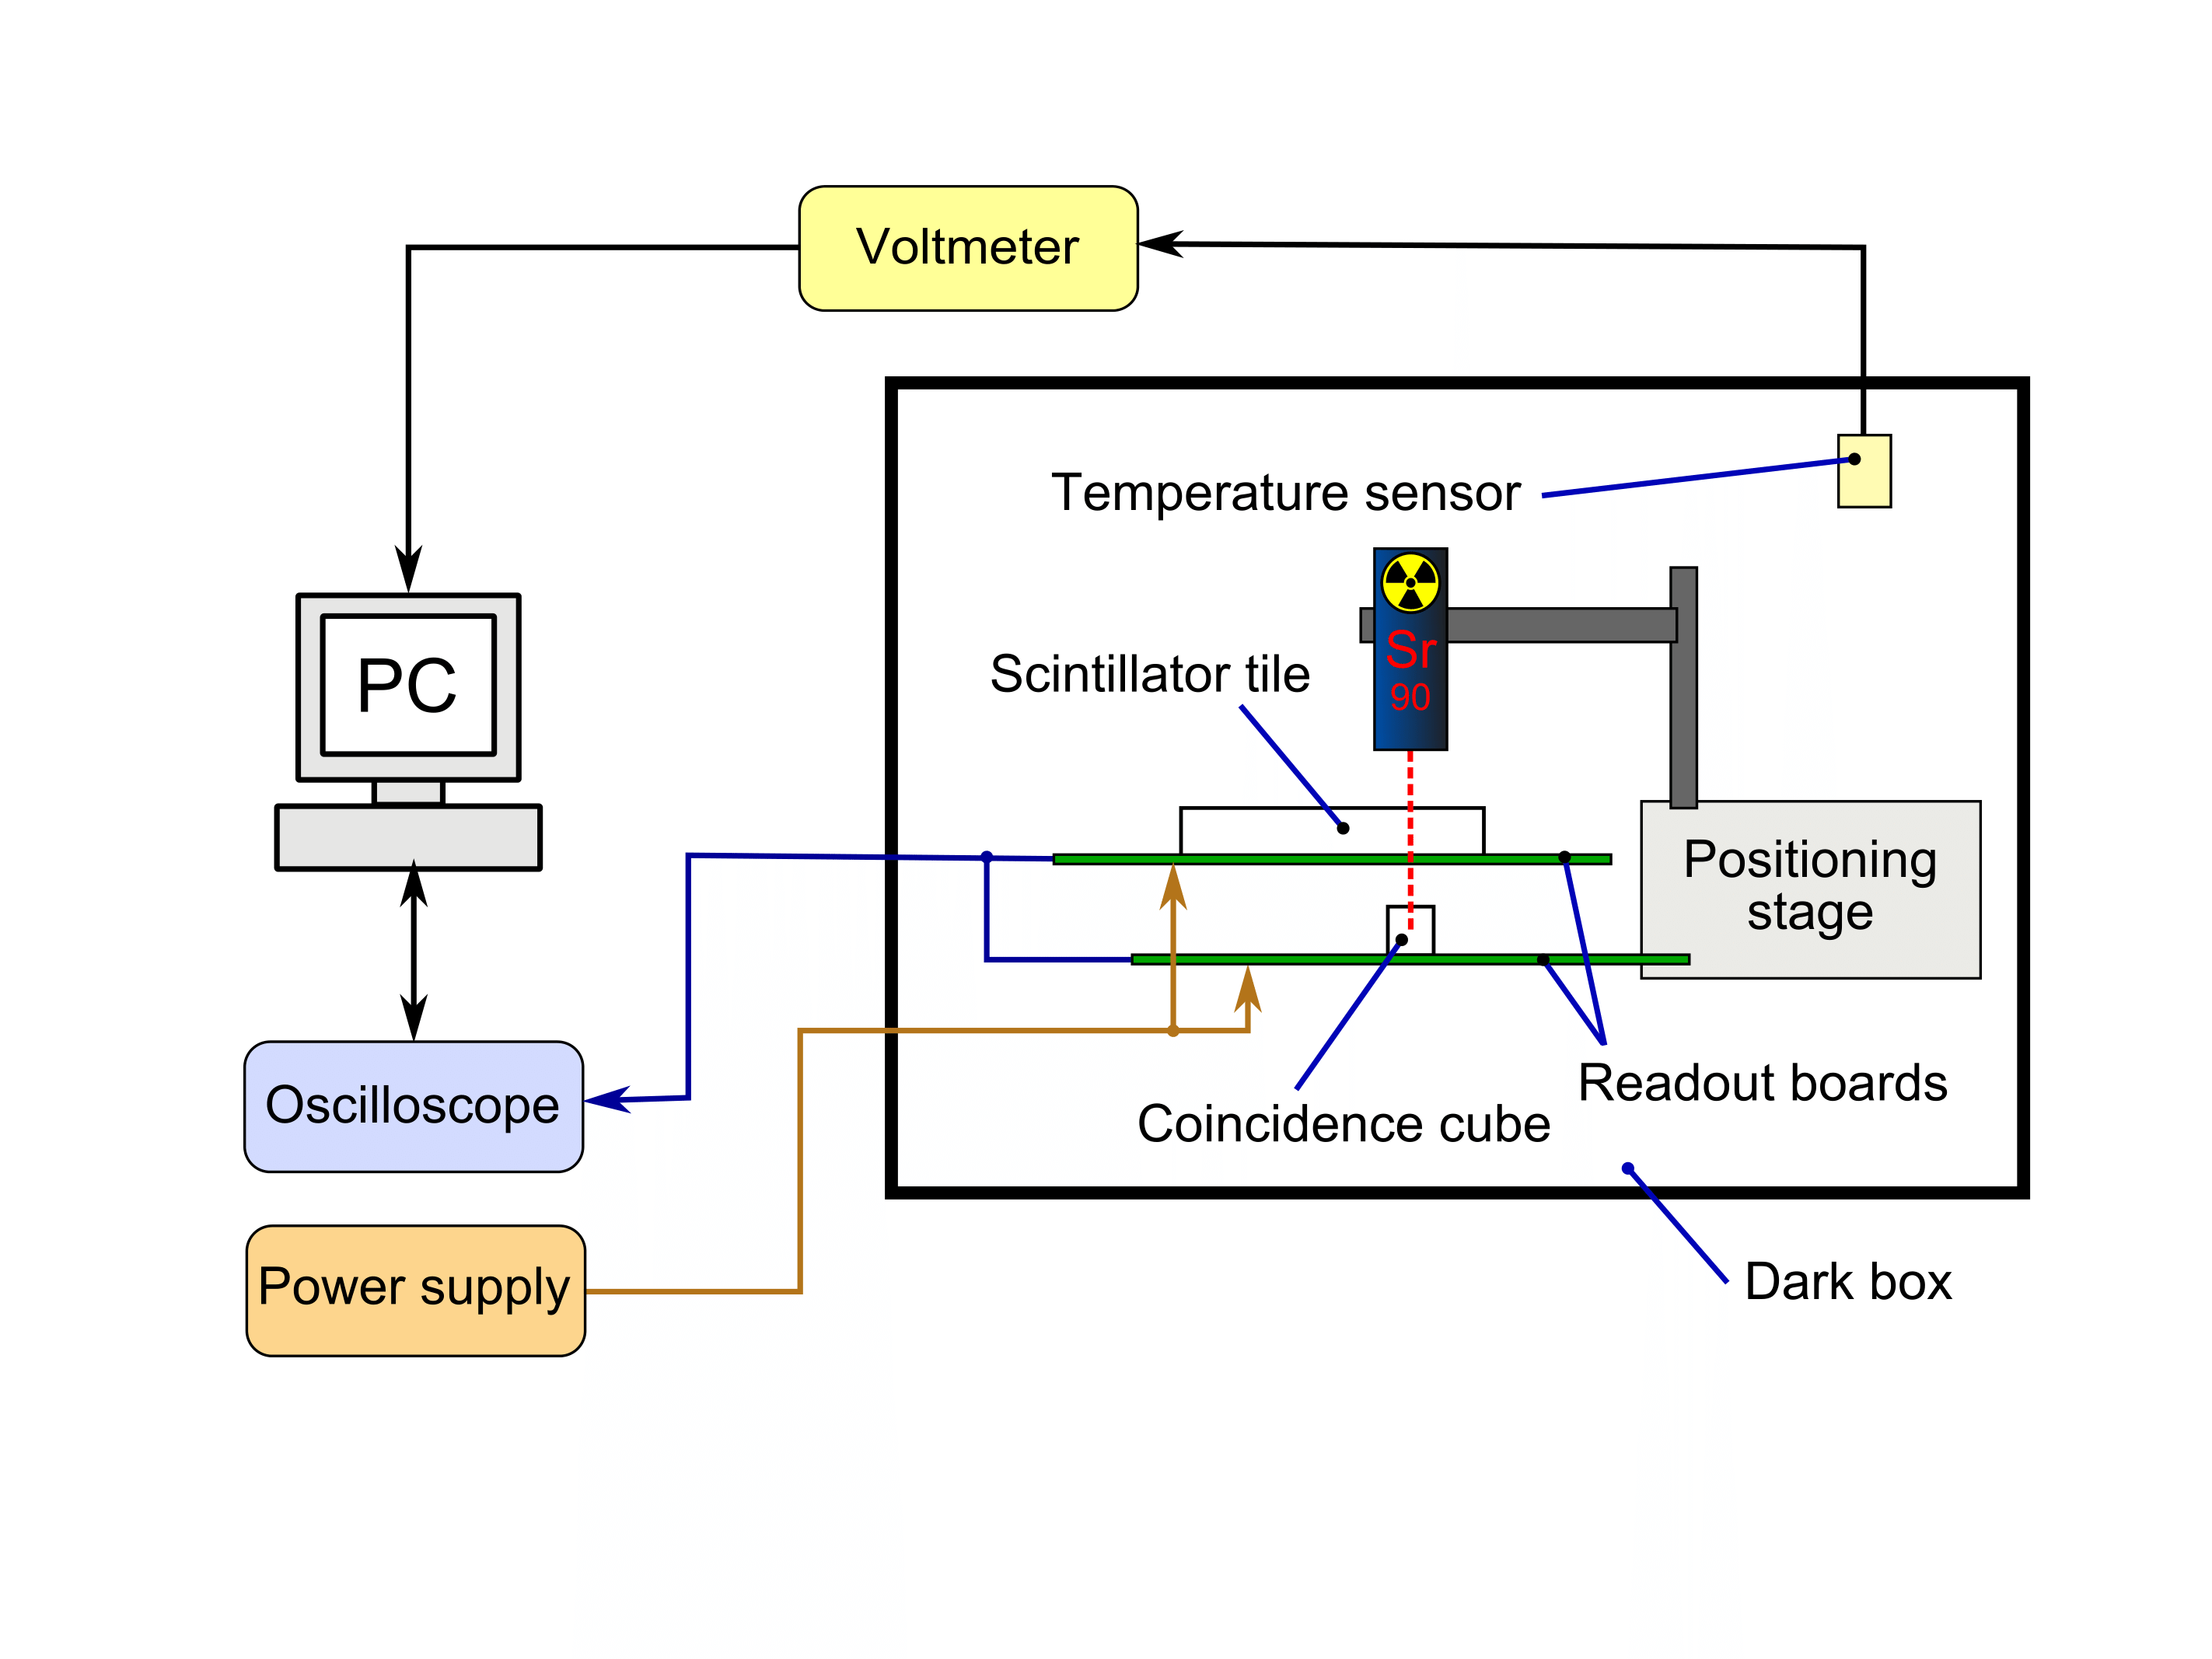 Voltmeter
Temperature sensor
Sr
90
Scintillator tile
PC
Positioning
stage
Readout boards
Oscilloscope
Coincidence cube
Power supply
Dark box